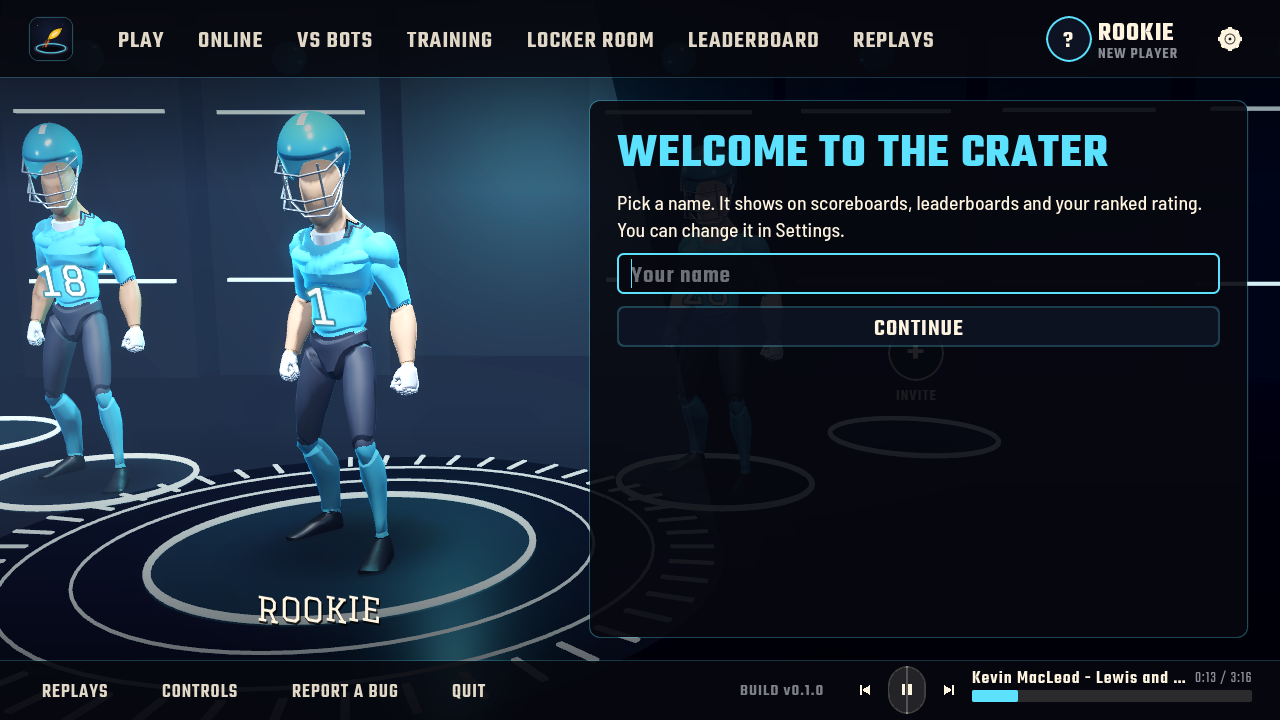 PLAY ONLINE VS BOTS TRAINING LOCKER ROOM LEADERBOARD REPLAYS
? ROOKIE
NEW PLAYER
WELCOME TO THE CRATER
Pick a name. It shows on scoreboards, leaderboards and your ranked rating.
You can change it in Settings.
Your name
CONTINUE
18
1
+
INVITE
ROOKIE
REPLAYS CONTROLS REPORT A BUG QUIT
BUILD v0.1.0
Kevin MacLeod - Lewis and ... 0:13 / 3:16